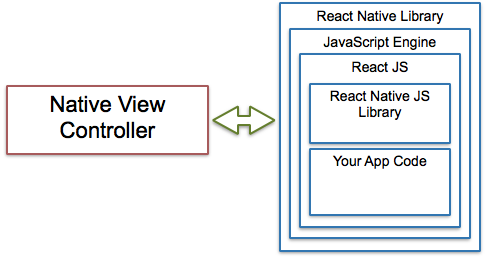 Native View
Controller
React Native Library
JavaScript Engine
React JS
React Native JS
Library
Your App Code